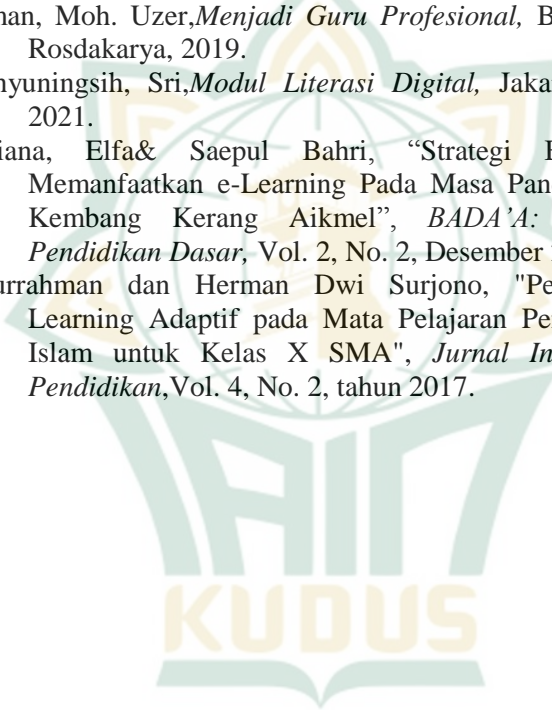 nan, Moh. Uzer,Menjadi Guru Profesional, B
Rosdakarya, 2019.
nyuningsih, Sri,Modul Literasi Digital, Jaka
2021.
iana, Elfa& Saepul Bahri, “Strategi
Memanfaatkan e-Learning Pada Masa Pan
Kembang Kerang Aikmel”, BADA’A:
Pendidikan Dasar, Vol. 2, No. 2, Desember
urrahman dan Herman Dwi Surjono, "Pe
Learning Adaptif pada Mata Pelajaran Pe
Islam untuk Kelas X SMA", Jurnal In
Pendidikan,Vol. 4, No. 2, tahun 2017.
IAIN
KUDUS